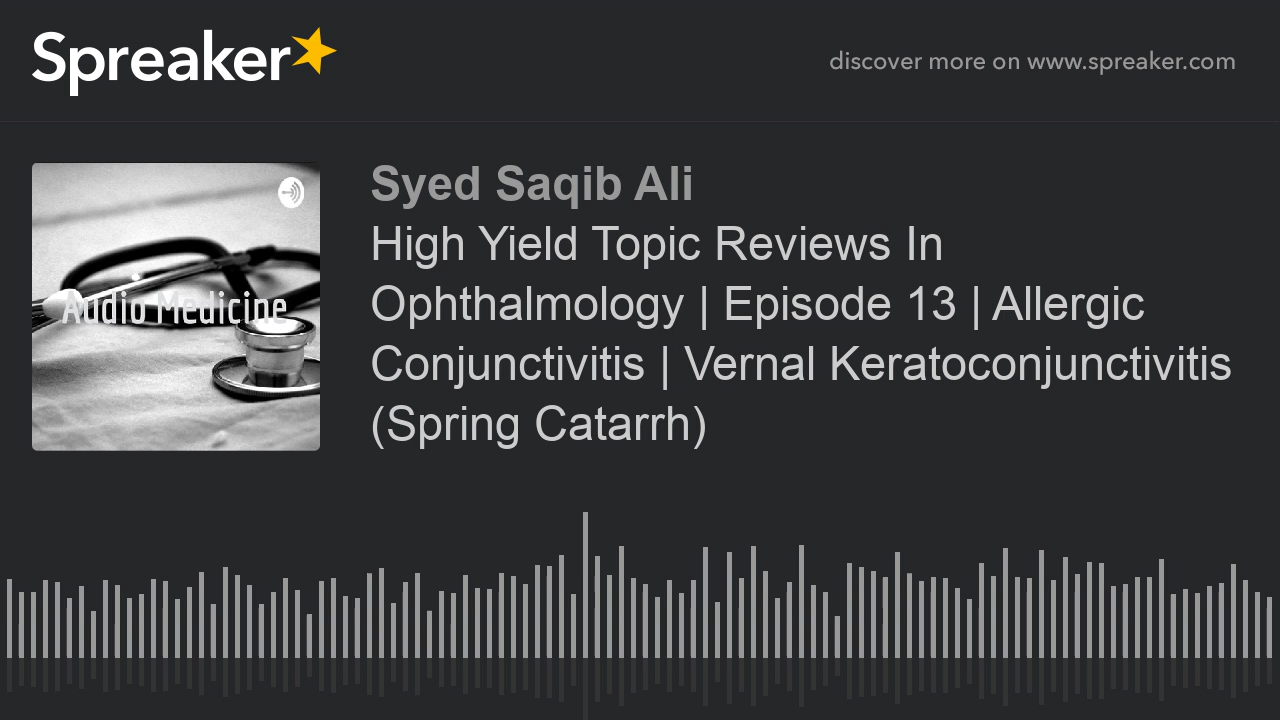 Spreaker
discover more on www.spreaker.com
Audio Medicine
Syed Saqib Ali
High Yield Topic Reviews In
Ophthalmology | Episode 13 | Allergic
Conjunctivitis | Vernal Keratoconjunctivitis
(Spring Catarrh)